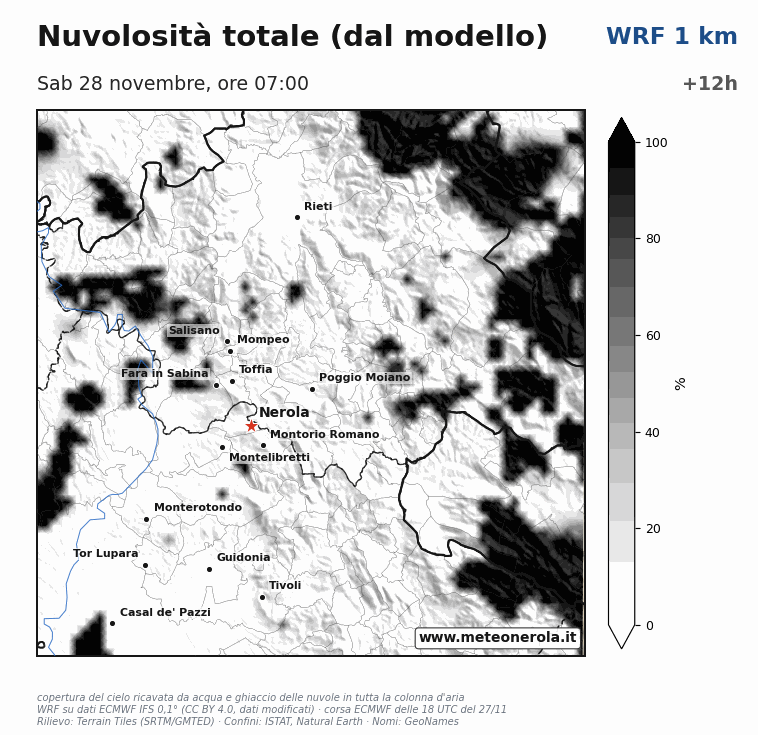 Nuvolosità totale (dal modello)
WRF 1 km
Sab 28 novembre, ore 07:00
+12h
Rieti
Salisano
Mompeo
Fara in Sabina
Toffia
Poggio Moiano
Nerola
Montorio Romano
Montelibretti
Monterotondo
Tor Lupara
Guidonia
Tivoli
Casal de' Pazzi
www.meteonerola.it
100
80
60
40
20
0
%
copertura del cielo ricavata da acqua e ghiaccio delle nuvole in tutta la colonna d'aria
WRF su dati ECMWF IFS 0,1° (CC BY 4.0, dati modificati) · corsa ECMWF delle 18 UTC del 27/11
Rilievo: Terrain Tiles (SRTM/GMTED) · Confini: ISTAT, Natural Earth · Nomi: GeoNames